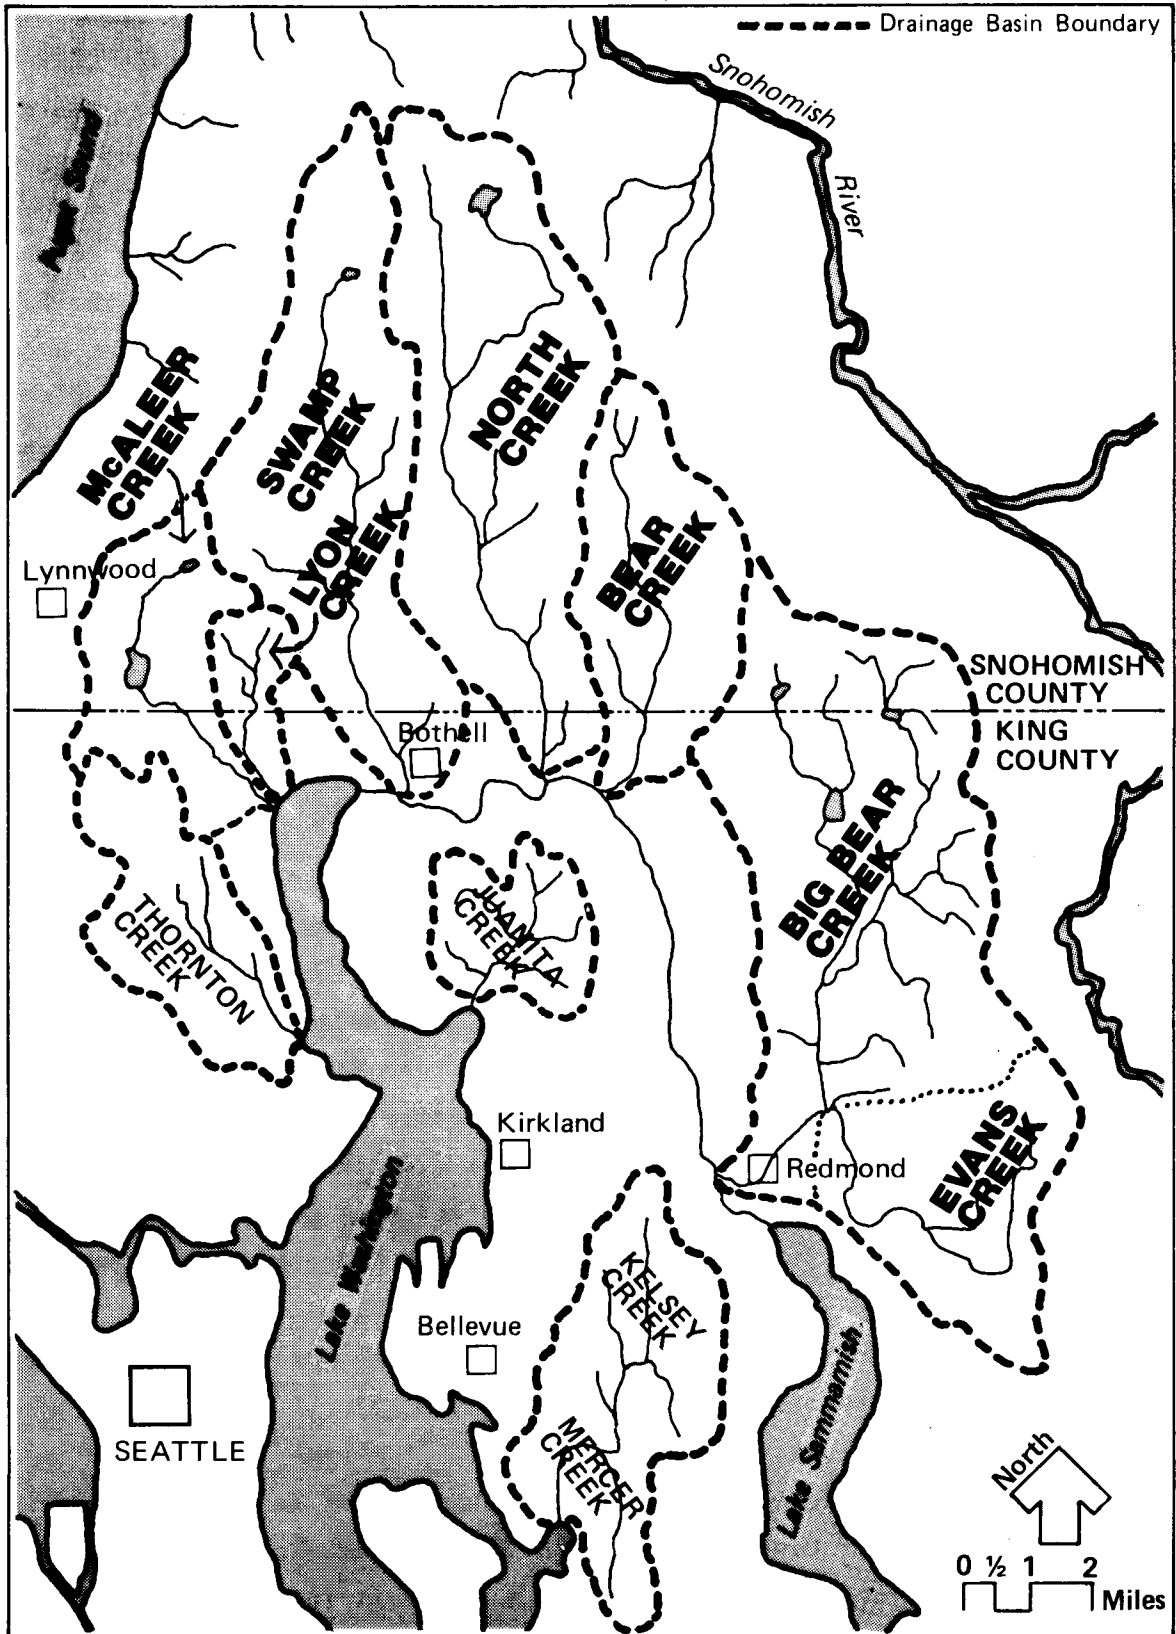 Drainage Basin Boundary
Snohomish
River
Puget Sound
McALEER
CREEK
SWAMP
CREEK
NORTH
CREEK
LYON
CREEK
BEAR
CREEK
Lynnwood
SNOHOMISH
COUNTY
KING
COUNTY
Bothell
BIG BEAR
CREEK
JUANITA
CREEK
THORNTON
CREEK
Kirkland
Redmond
EVANS
CREEK
Lake Washington
KELSEY
CREEK
Bellevue
Lake Sammamish
SEATTLE
MERCER
CREEK
North
0 ½ 1 2
Miles